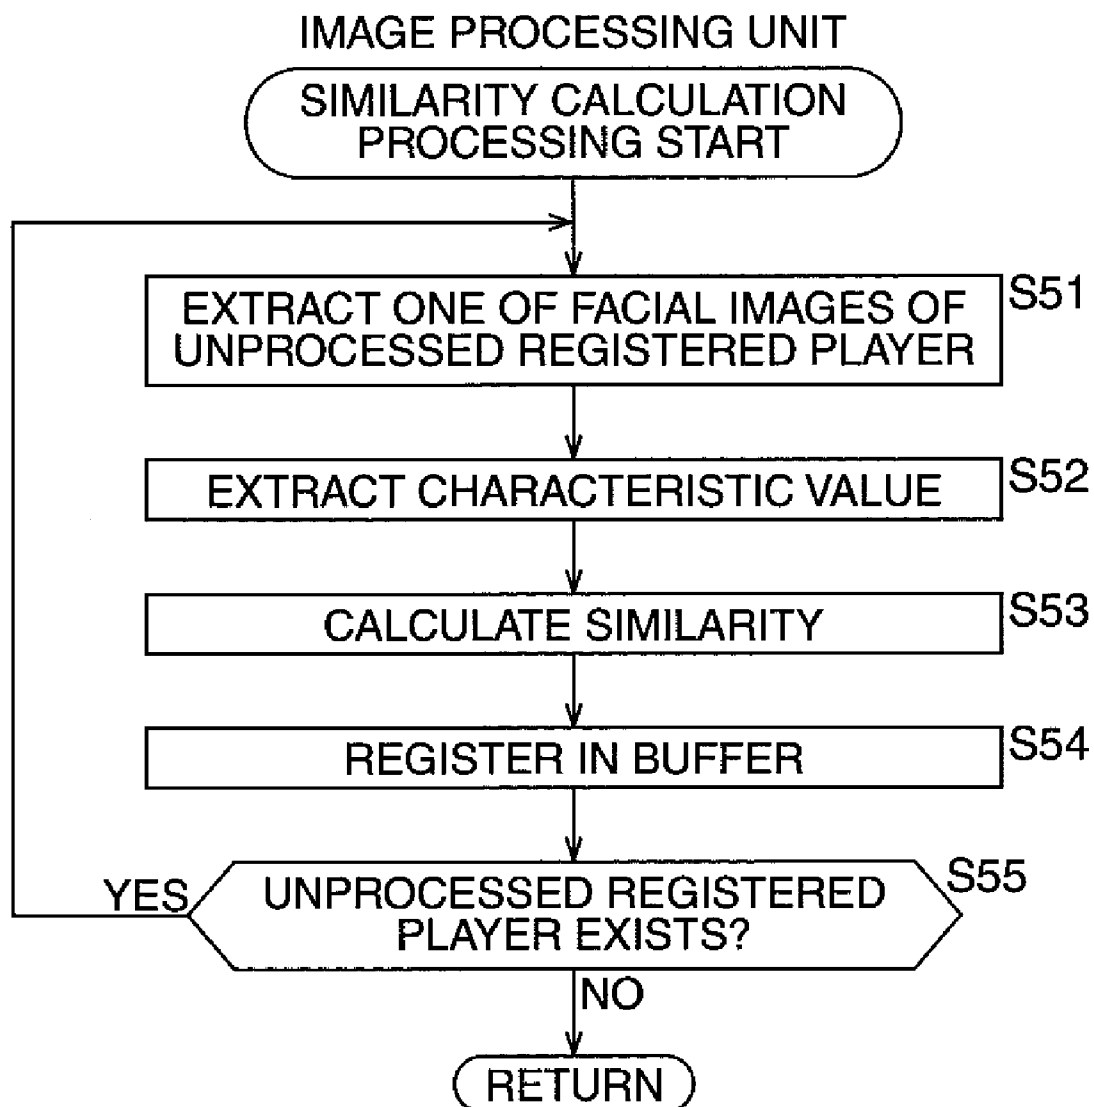 IMAGE PROCESSING UNIT
SIMILARITY CALCULATION
PROCESSING START
EXTRACT ONE OF FACIAL IMAGES OF
UNPROCESSED REGISTERED PLAYER
S51
EXTRACT CHARACTERISTIC VALUE
S52
CALCULATE SIMILARITY
S53
REGISTER IN BUFFER
S54
YES
UNPROCESSED REGISTERED
PLAYER EXISTS?
S55
NO
RETURN